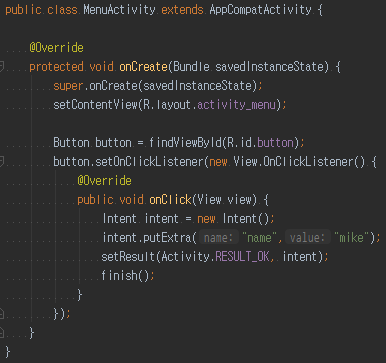 public class MenuActivity extends AppCompatActivity {
@Override
protected void onCreate(Bundle savedInstanceState) {
super.onCreate(savedInstanceState);
setContentView(R.layout.activity_menu);
Button button = findViewById(R.id.button);
button.setOnClickListener(new View.OnClickListener() {
@Override
public void onClick(View view) {
Intent intent = new Intent();
intent.putExtra( name: "name", value: "mike");
setResult(Activity.RESULT_OK, intent);
finish();
}
});
}
}